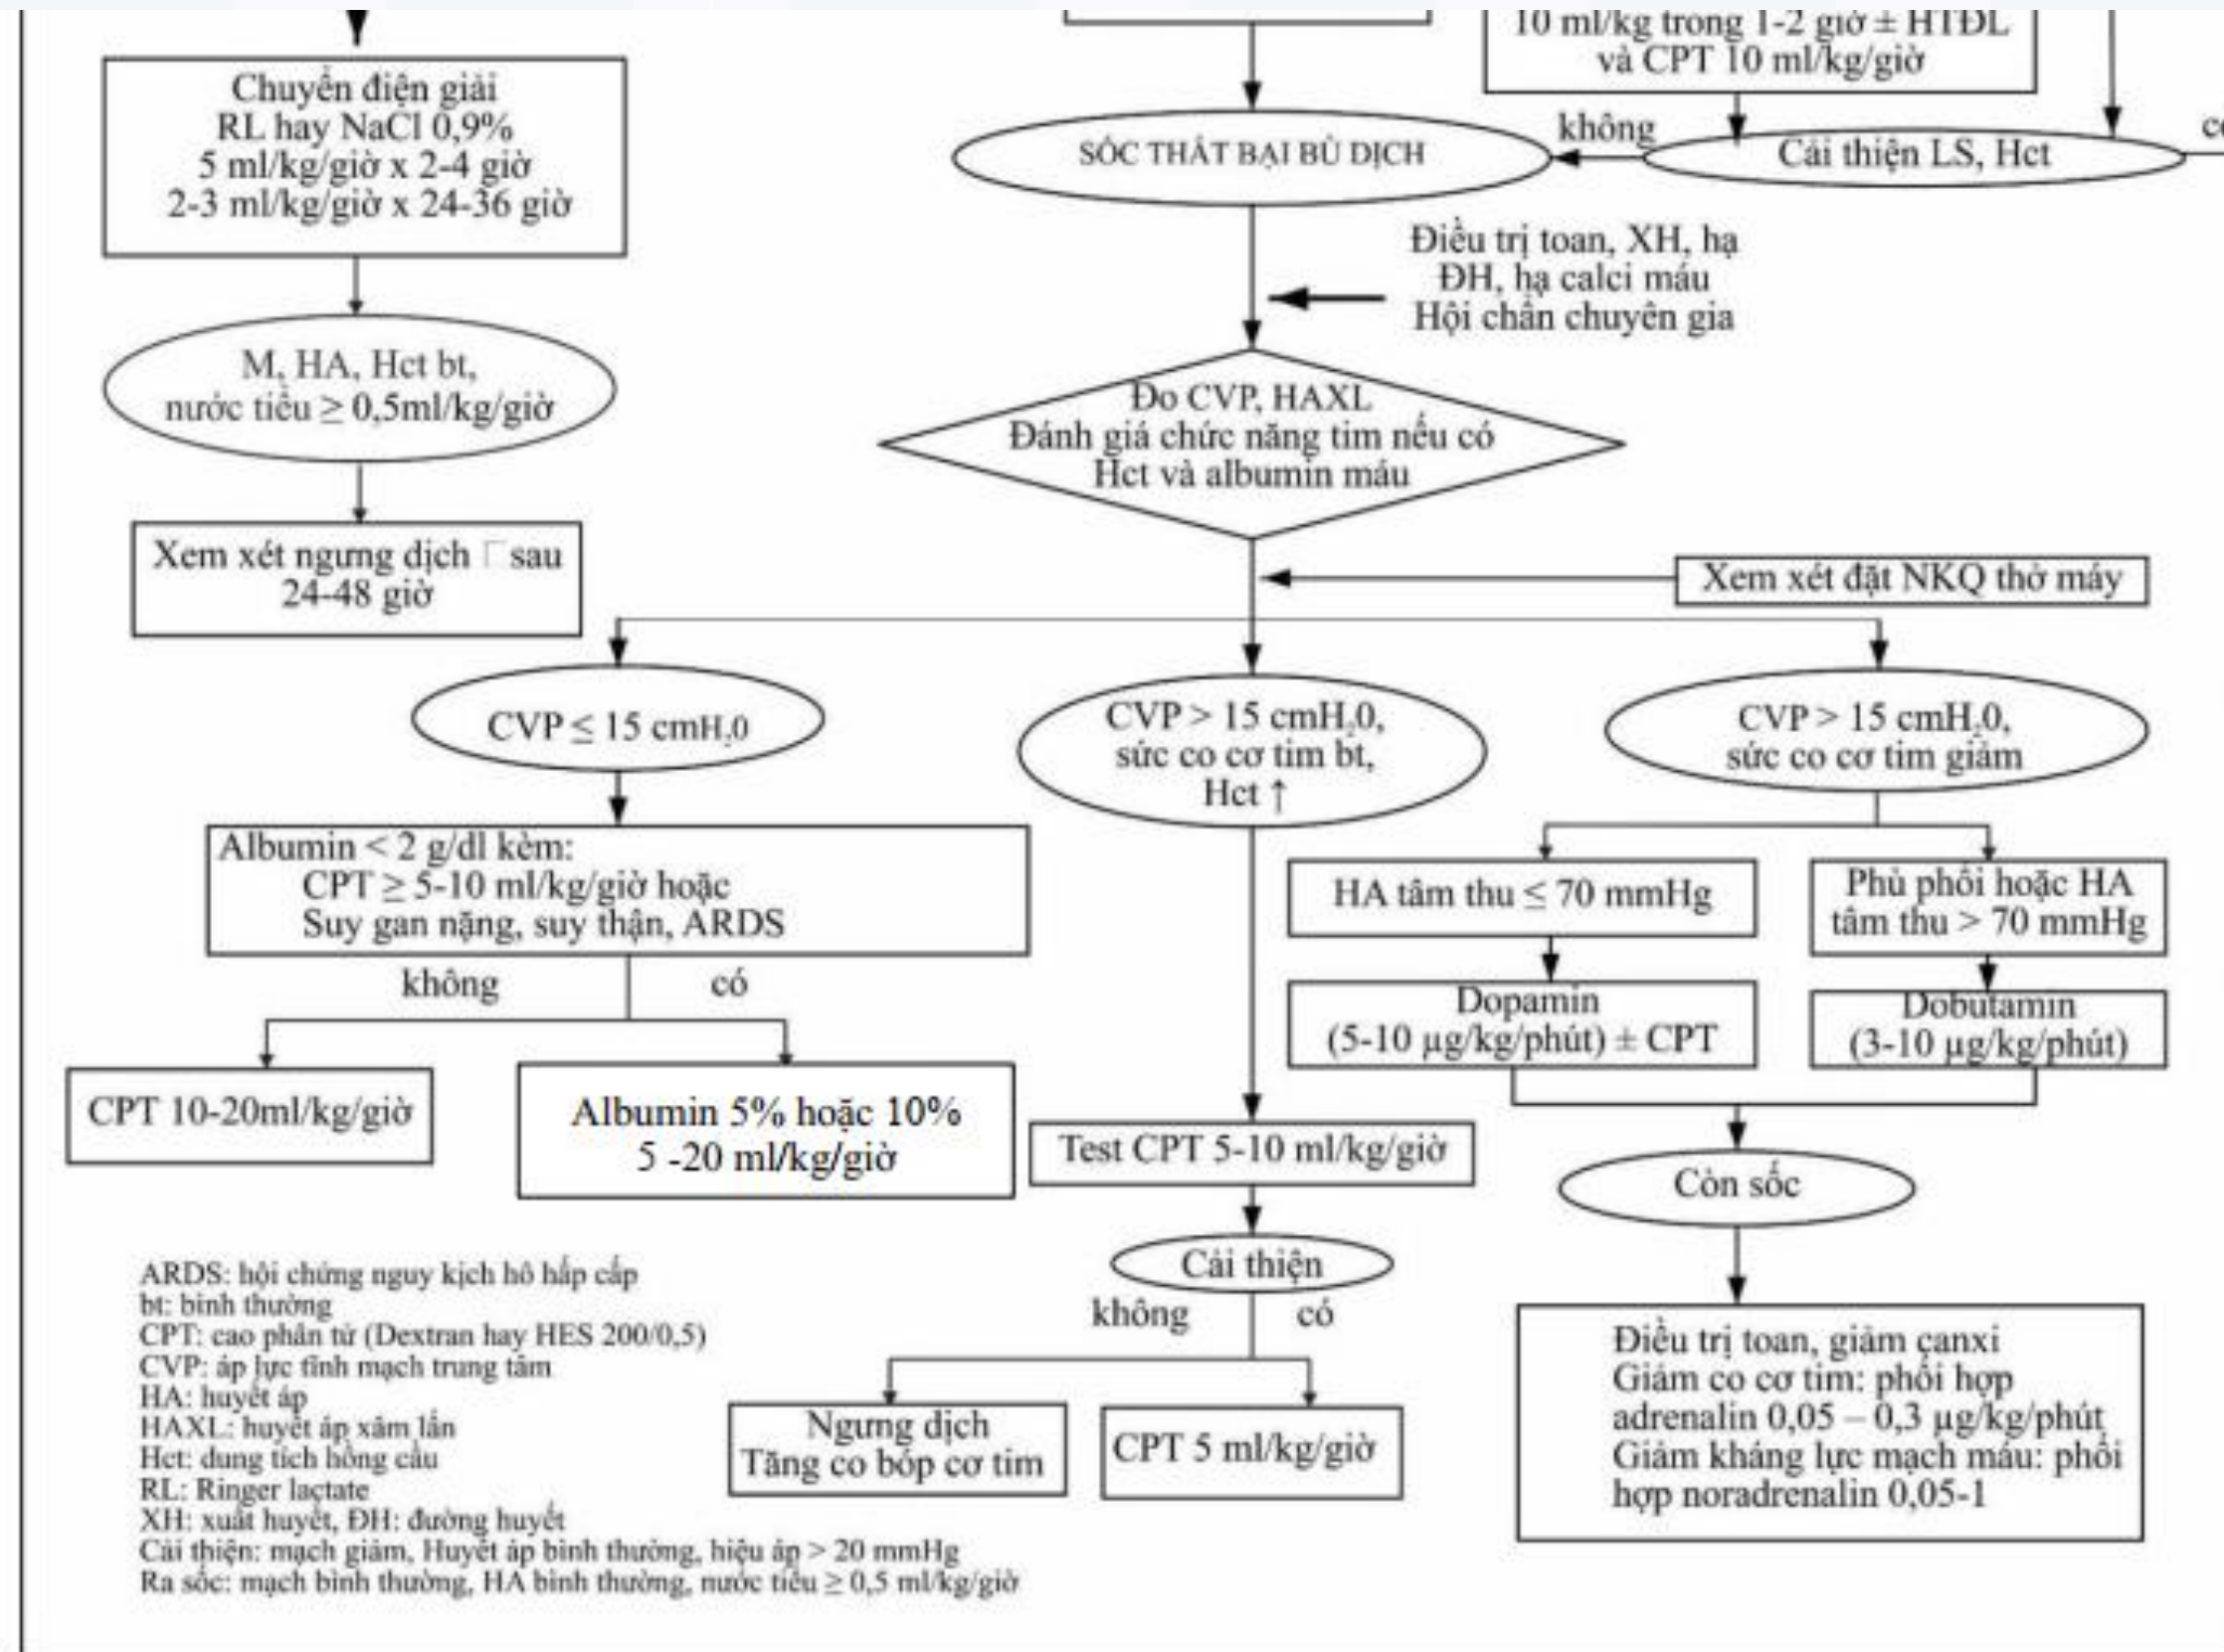 10 ml/kg trong 1-2 giờ ± HTĐL
và CPT 10 ml/kg/giờ
Chuyển điện giải
RL hay NaCl 0,9%
5 ml/kg/giờ x 2-4 giờ
2-3 ml/kg/giờ x 24-36 giờ
SỐC THẤT BẠI BÙ DỊCH
không
Cải thiện LS, Hct
Điều trị toan, XH, hạ
ĐH, hạ calci máu
Hội chẩn chuyên gia
M, HA, Hct bt,
nước tiểu ≥ 0,5ml/kg/giờ
Đo CVP, HAXL
Đánh giá chức năng tim nếu có
Hct và albumin máu
Xem xét ngưng dịch sau
24-48 giờ
Xem xét đặt NKQ thở máy
CVP ≤ 15 cmH₂0
CVP > 15 cmH₂0,
sức co cơ tim bt,
Hct ↑
CVP > 15 cmH₂0,
sức co cơ tim giảm
Albumin < 2 g/dl kèm:
CPT ≥ 5-10 ml/kg/giờ hoặc
Suy gan nặng, suy thận, ARDS
HA tâm thu ≤ 70 mmHg
Phù phổi hoặc HA
tâm thu > 70 mmHg
không
có
Dopamin
(5-10 µg/kg/phút) ± CPT
Dobutamin
(3-10 µg/kg/phút)
CPT 10-20ml/kg/giờ
Albumin 5% hoặc 10%
5 -20 ml/kg/giờ
Test CPT 5-10 ml/kg/giờ
Còn sốc
Cải thiện
không
có
Ngưng dịch
Tăng co bóp cơ tim
CPT 5 ml/kg/giờ
Điều trị toan, giảm canxi
Giảm co cơ tim: phối hợp
adrenalin 0,05 – 0,3 µg/kg/phút
Giảm kháng lực mạch máu: phối
hợp noradrenalin 0,05-1
ARDS: hội chứng nguy kịch hô hấp cấp
bt: bình thường
CPT: cao phân tử (Dextran hay HES 200/0,5)
CVP: áp lực tĩnh mạch trung tâm
HA: huyết áp
HAXL: huyết áp xâm lấn
Hct: dung tích hồng cầu
RL: Ringer lactate
XH: xuất huyết, ĐH: đường huyết
Cải thiện: mạch giảm, Huyết áp bình thường, hiệu áp > 20 mmHg
Ra sốc: mạch bình thường, HA bình thường, nước tiểu ≥ 0,5 ml/kg/giờ